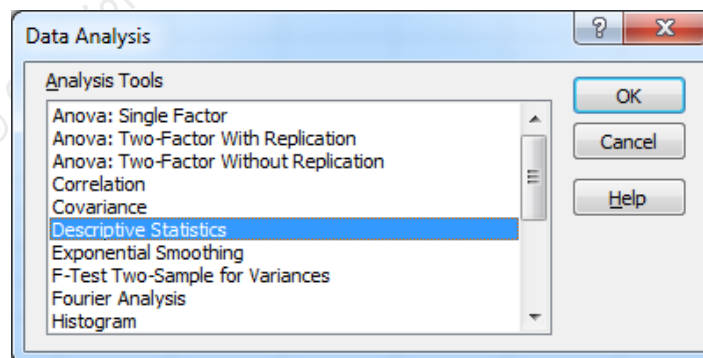 Data Analysis
Analysis Tools
Anova: Single Factor
Anova: Two-Factor With Replication
Anova: Two-Factor Without Replication
Correlation
Covariance
Descriptive Statistics
Exponential Smoothing
F-Test Two-Sample for Variances
Fourier Analysis
Histogram
OK
Cancel
Help